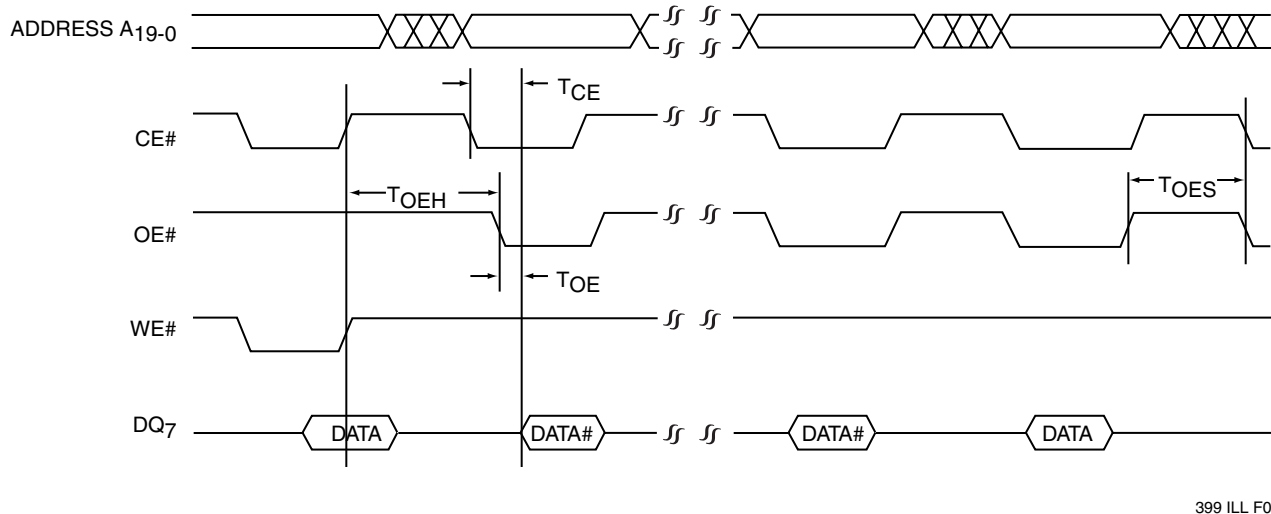 ADDRESS A19-0
TCE
CE#
TOEH
TOES
OE#
TOE
WE#
DQ7
DATA
DATA#
DATA#
DATA
399 ILL F0